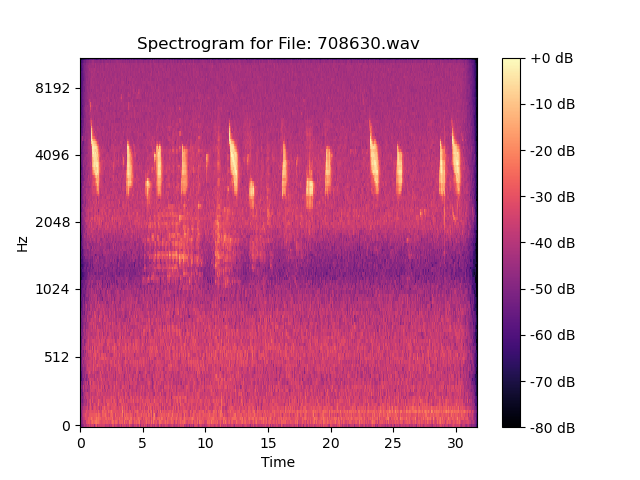 Spectrogram for File: 708630.wav
Hz
8192
4096
2048
1024
512
0
0 5 10 15 20 25 30
Time
+0 dB
-10 dB
-20 dB
-30 dB
-40 dB
-50 dB
-60 dB
-70 dB
-80 dB